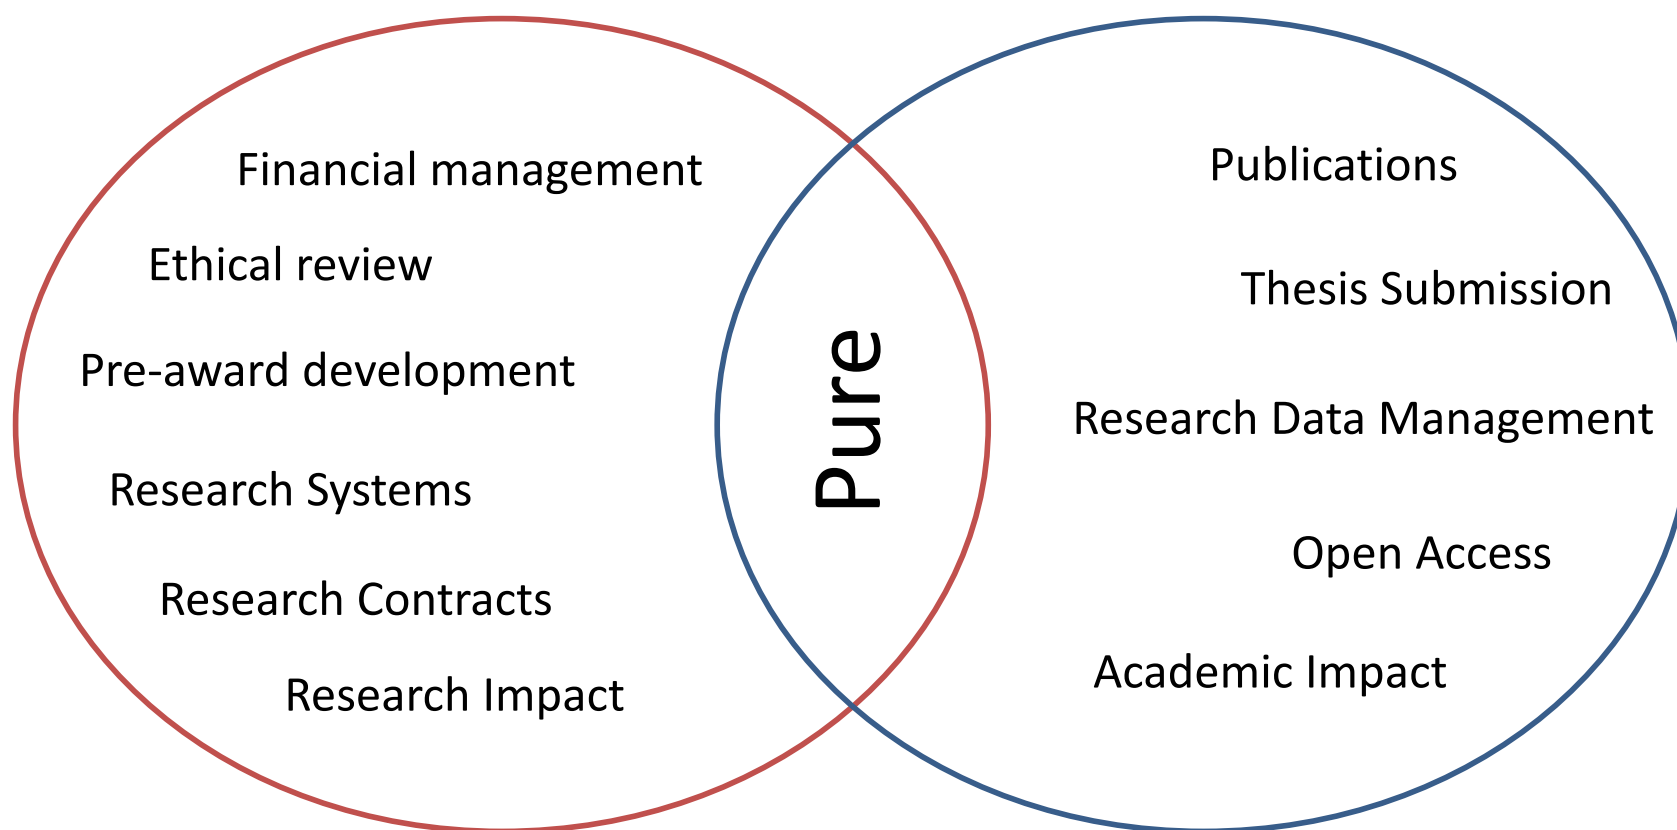 Financial management
Ethical review
Pre-award development
Research Systems
Research Contracts
Research Impact
Pure
Publications
Thesis Submission
Research Data Management
Open Access
Academic Impact